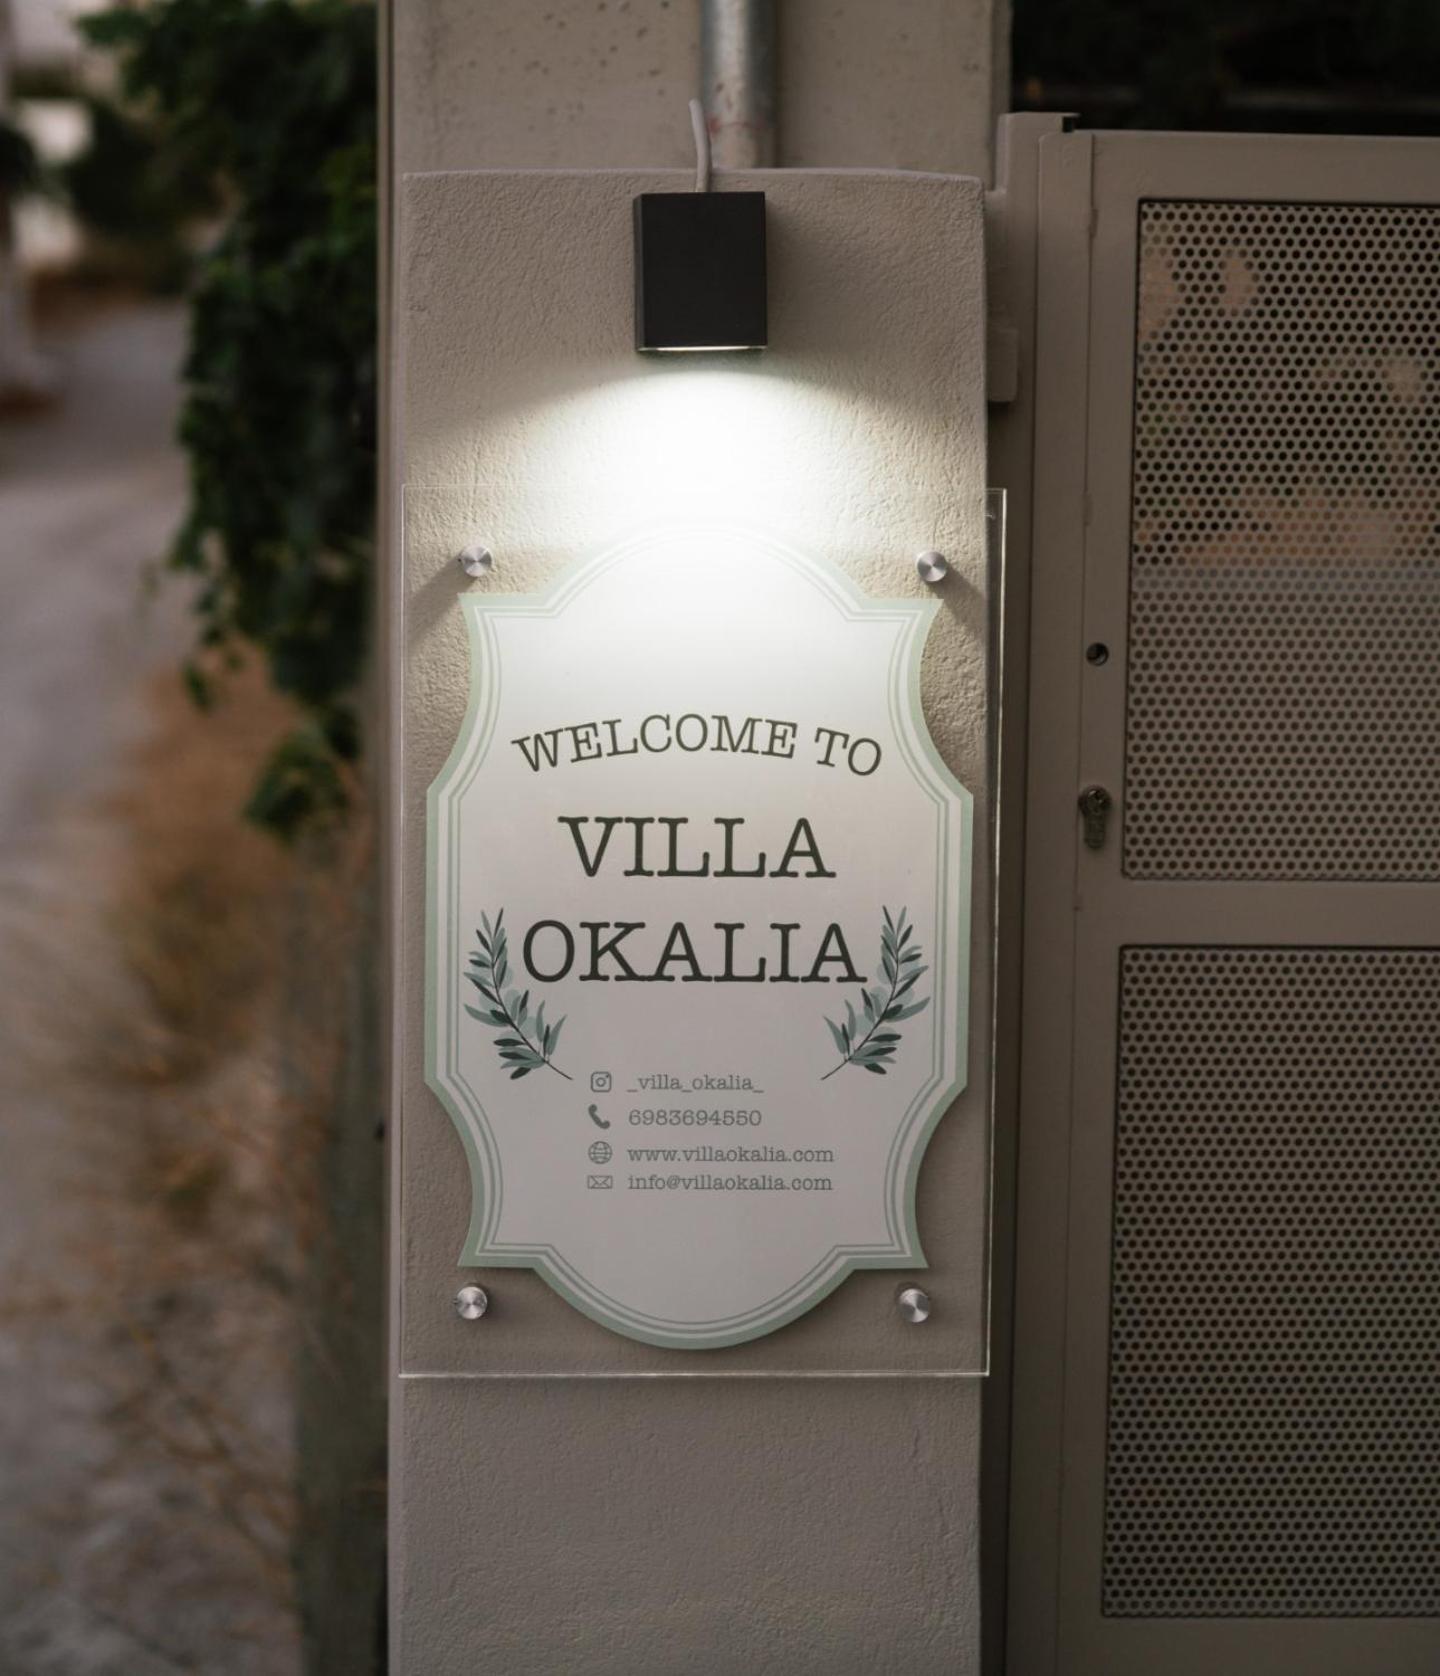 WELCOME TO
VILLA
OKALIA
_villa_okalia_
6983694550
www.villaokalia.com
info@villaokalia.com